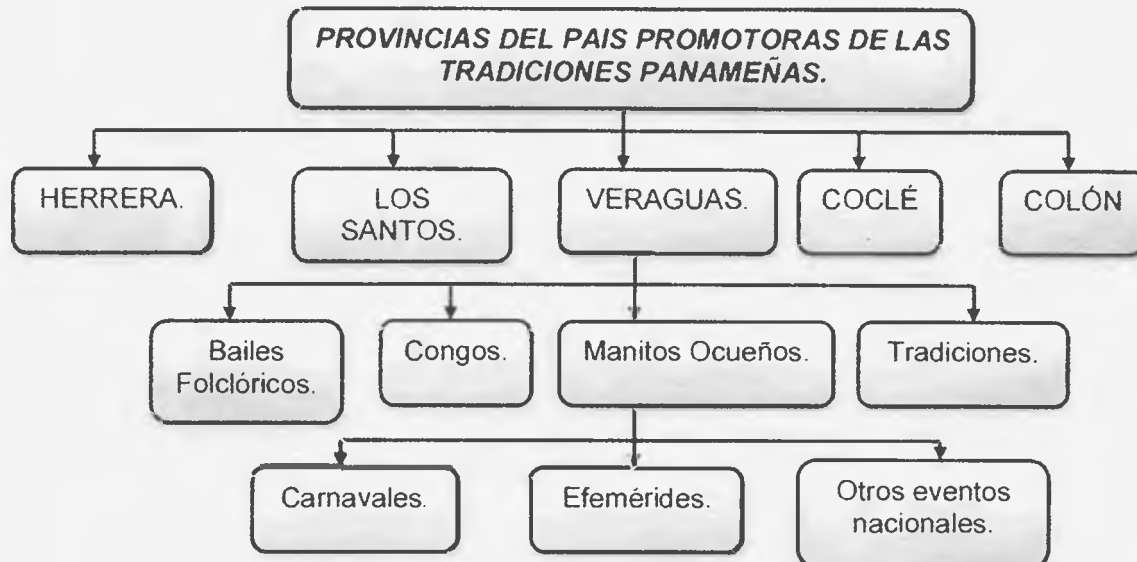 PROVINCIAS DEL PAIS PROMOTORAS DE LAS
TRADICIONES PANAMEÑAS.
HERRERA.
LOS
SANTOS.
VERAGUAS.
COCLÉ
COLÓN
Bailes
Folclóricos.
Congos.
Manitos Ocueños.
Tradiciones.
Carnavales.
Efemérides.
Otros eventos
nacionales.